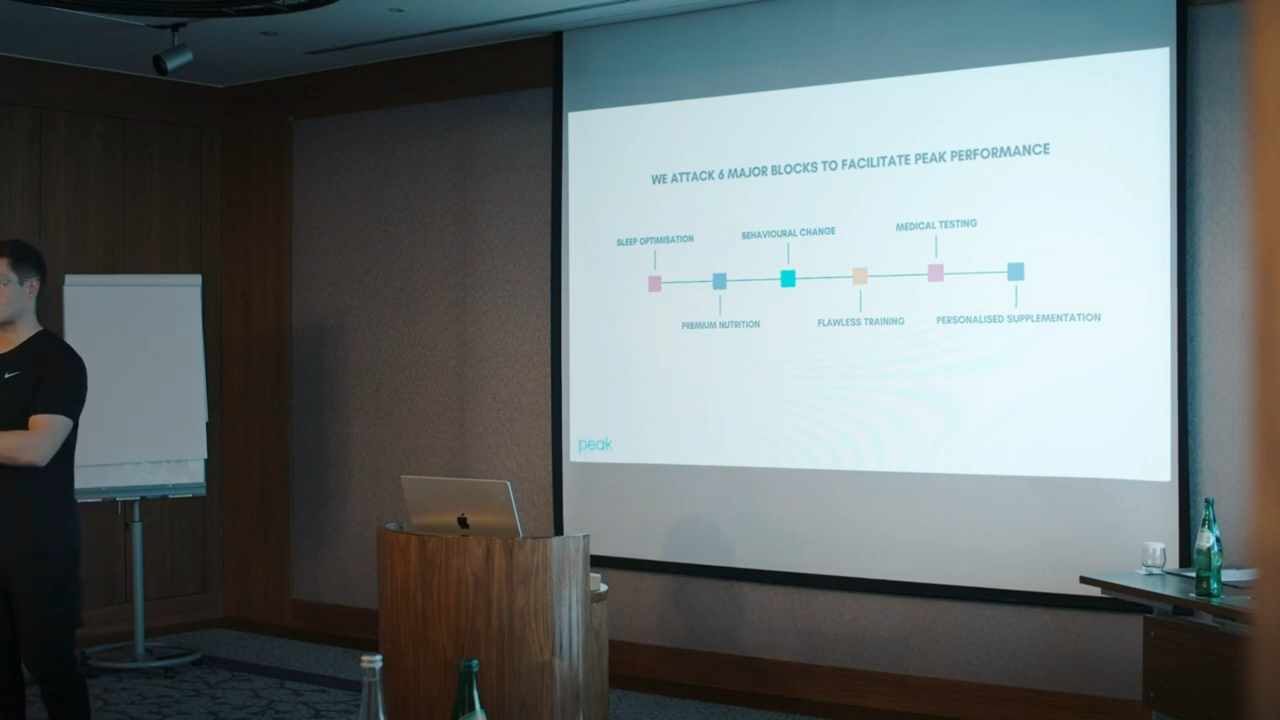 WE ATTACK 6 MAJOR BLOCKS TO FACILITATE PEAK PERFORMANCE
SLEEP OPTIMISATION
BEHAVIOURAL CHANGE
MEDICAL TESTING
PREMIUM NUTRITION
FLAWLESS TRAINING
PERSONALISED SUPPLEMENTATION
peak